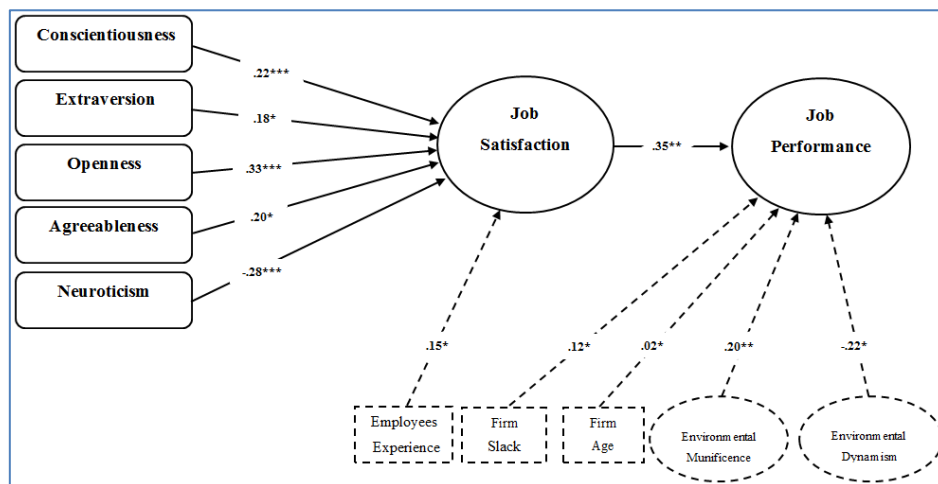 Conscientiousness
.22***
Extraversion
.18*
Openness
.33***
Agreeableness
.20*
Neuroticism
-.28***
Job
Satisfaction
.35**
Job
Performance
.15*
.12*
.02*
.20**
-.22*
Employees
Experience
Firm
Slack
Firm
Age
Environmental
Munificence
Environmental
Dynamism